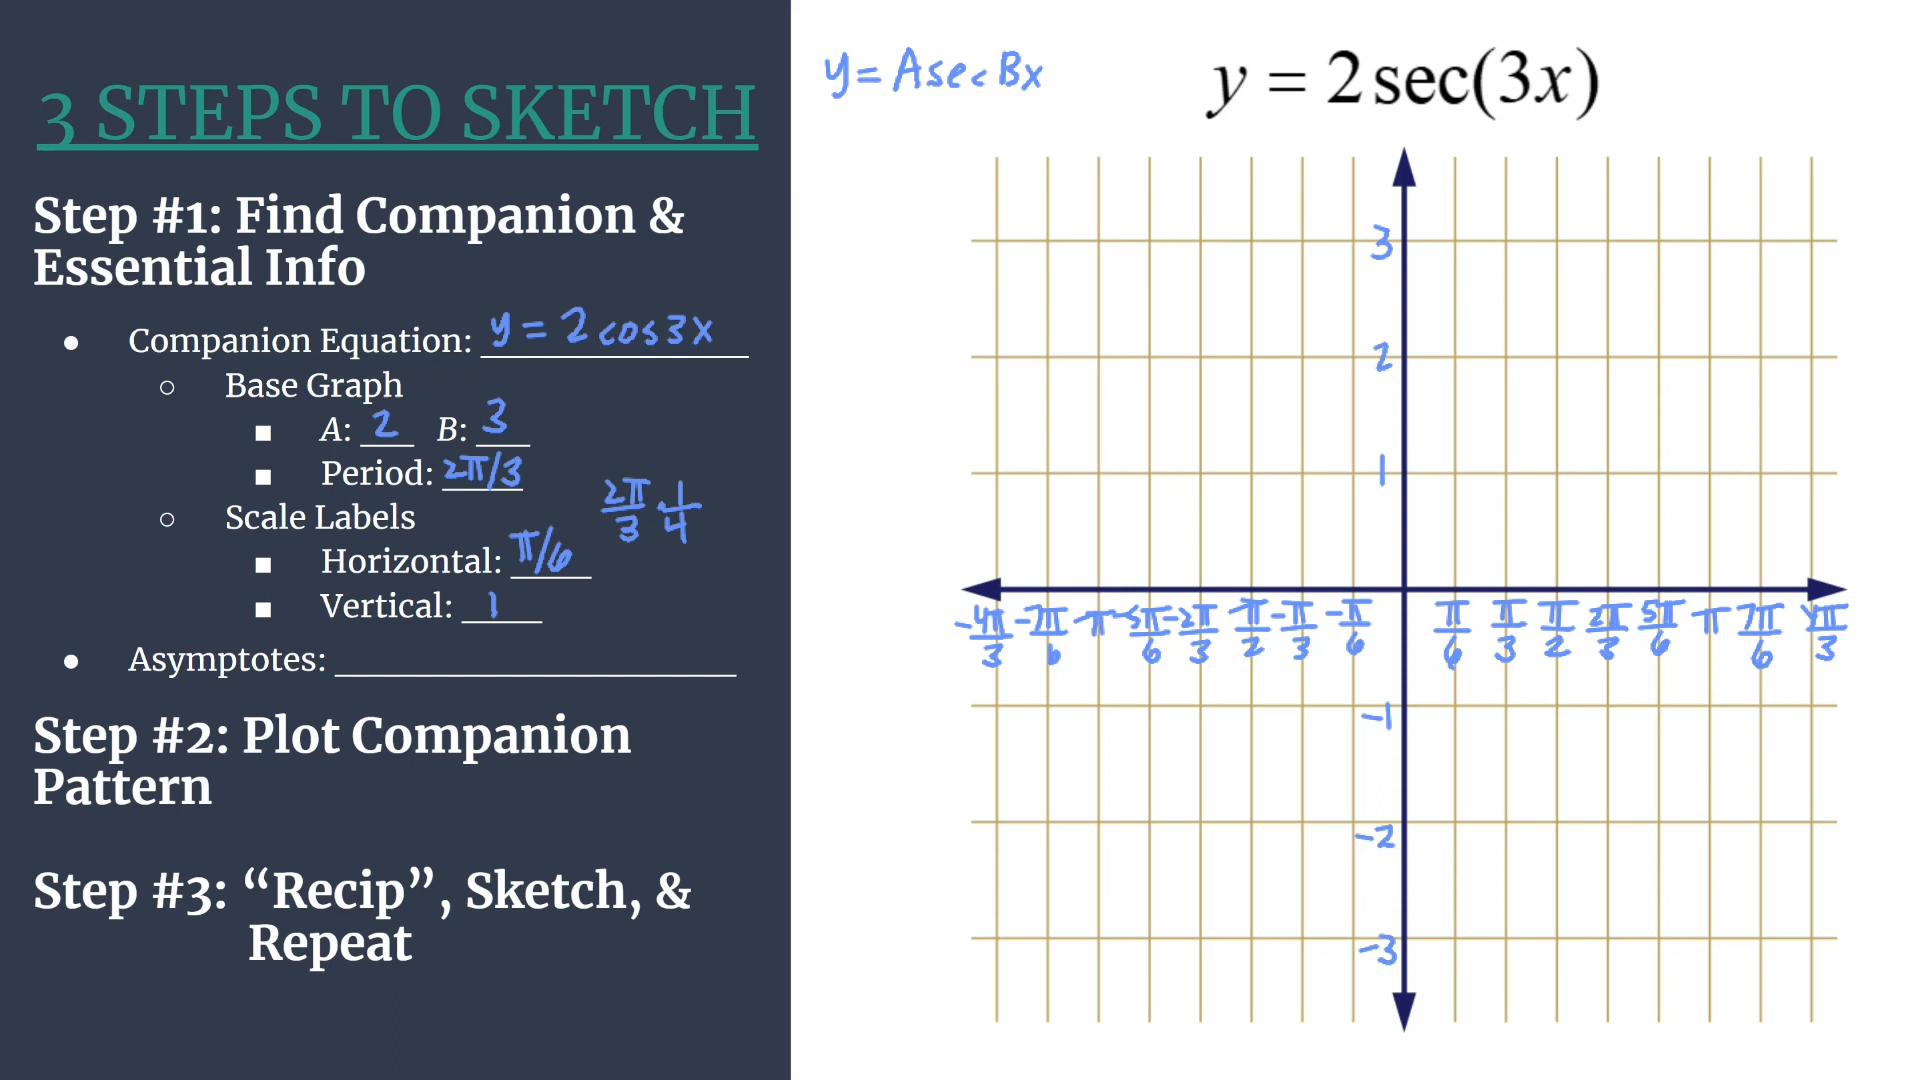 3 STEPS TO SKETCH
Step #1: Find Companion &
Essential Info
● Companion Equation: y = 2 cos 3x
○ Base Graph
■ A: 2 B: 3
■ Period: 2π/3
○ Scale Labels
2π/3 · 1/4
■ Horizontal: π/6
■ Vertical: 1
● Asymptotes:
Step #2: Plot Companion
Pattern
Step #3: “Recip”, Sketch, &
Repeat
y = A sec Bx
y = 2 sec(3x)
3
2
1
-4π/3 -7π/6 -π -5π/6 -2π/3 -π/2 -π/3 -π/6 π/6 π/3 π/2 2π/3 5π/6 π 7π/6 4π/3
-1
-2
-3